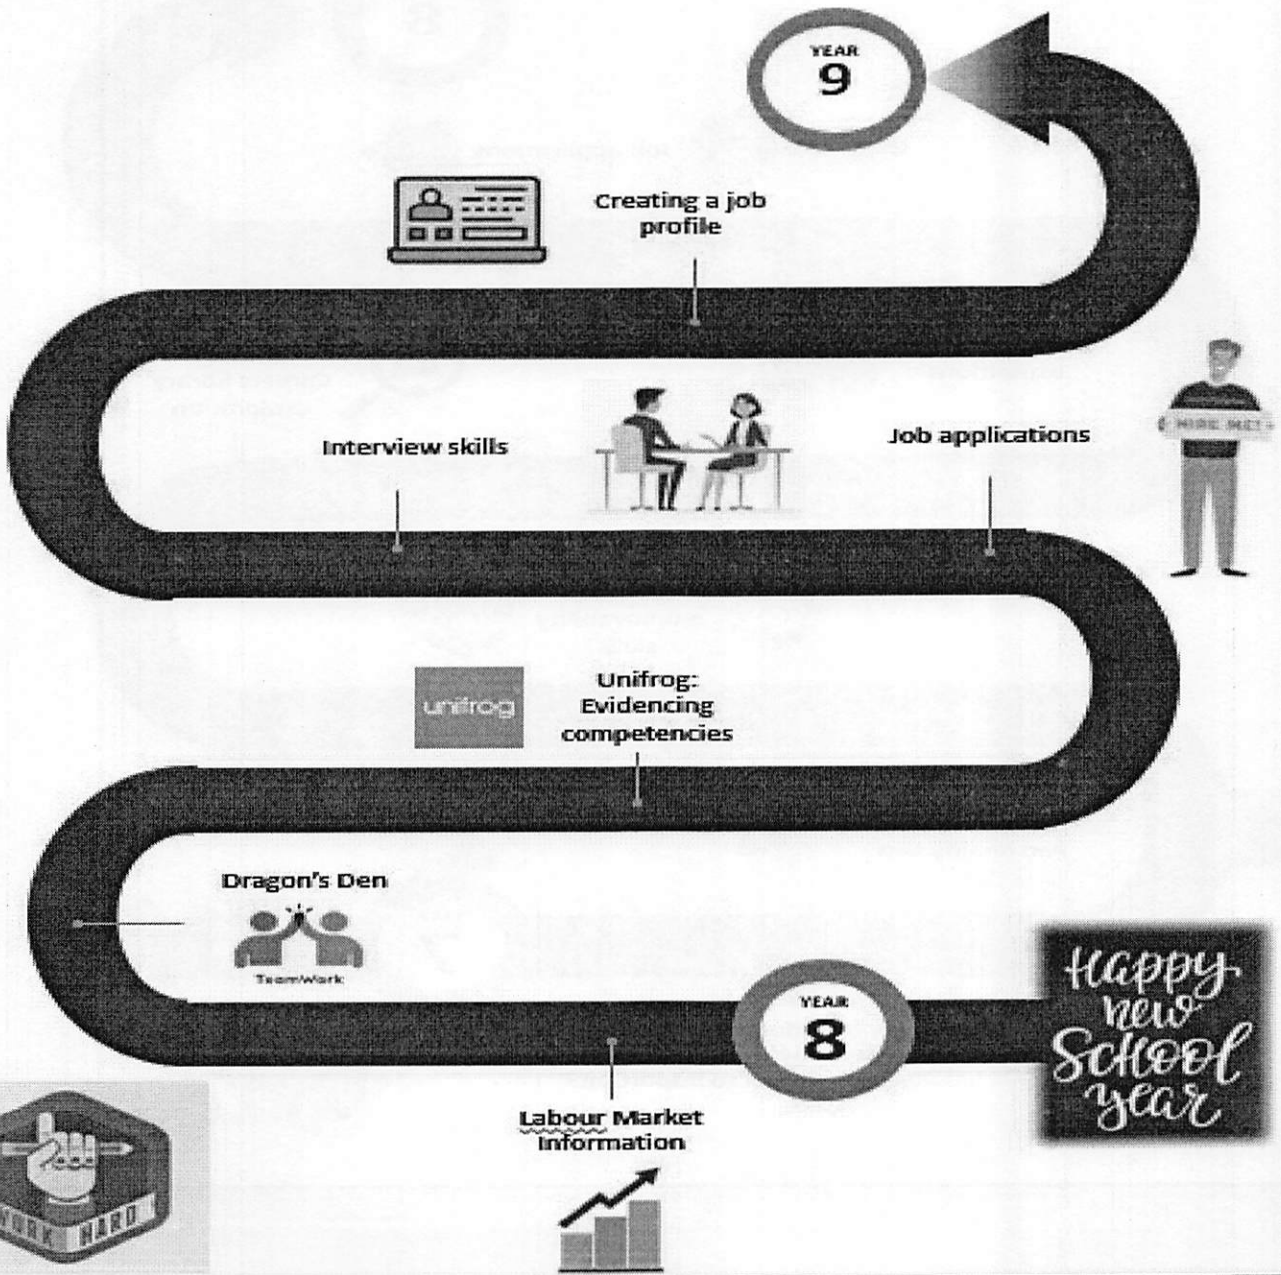 YEAR
9
Creating a job
profile
Interview skills
Job applications
HIRE ME!
unifrog
Unifrog:
Evidencing
competencies
Dragon's Den
TeamWork
YEAR
8
Happy
new
School
year
Labour Market
Information
WORK HARD